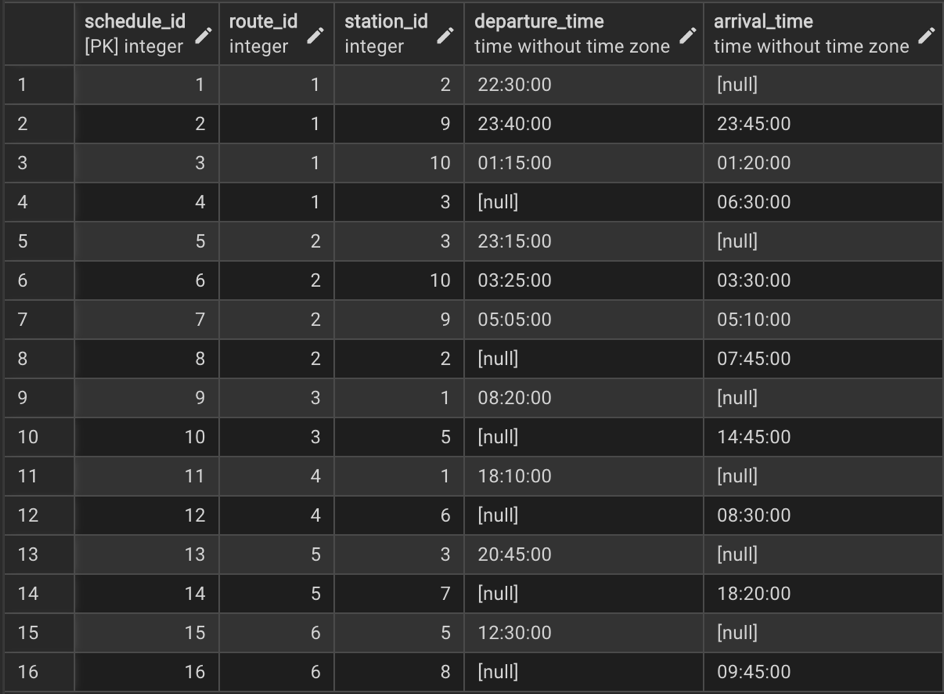 schedule_id route_id station_id departure_time arrival_time
[PK] integer integer integer time without time zone time without time zone
1 1 1 2 22:30:00 [null]
2 2 1 9 23:40:00 23:45:00
3 3 1 10 01:15:00 01:20:00
4 4 1 3 [null] 06:30:00
5 5 2 3 23:15:00 [null]
6 6 2 10 03:25:00 03:30:00
7 7 2 9 05:05:00 05:10:00
8 8 2 2 [null] 07:45:00
9 9 3 1 08:20:00 [null]
10 10 3 5 [null] 14:45:00
11 11 4 1 18:10:00 [null]
12 12 4 6 [null] 08:30:00
13 13 5 3 20:45:00 [null]
14 14 5 7 [null] 18:20:00
15 15 6 5 12:30:00 [null]
16 16 6 8 [null] 09:45:00